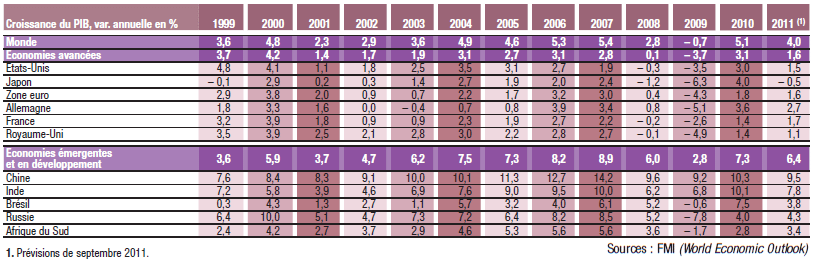 Croissance du PIB, var. annuelle en % 1999 2000 2001 2002 2003 2004 2005 2006 2007 2008 2009 2010 2011 (1)
Monde 3,6 4,8 2,3 2,9 3,6 4,9 4,6 5,3 5,4 2,8 – 0,7 5,1 4,0
Economies avancées 3,7 4,2 1,4 1,7 1,9 3,1 2,7 3,1 2,8 0,1 – 3,7 3,1 1,6
Etats-Unis 4,8 4,1 1,1 1,8 2,5 3,5 3,1 2,7 1,9 – 0,3 – 3,5 3,0 1,5
Japon – 0,1 2,9 0,2 0,3 1,4 2,7 1,9 2,0 2,4 – 1,2 – 6,3 4,0 – 0,5
Zone euro 2,9 3,8 2,0 0,9 0,7 2,2 1,7 3,2 3,0 0,4 – 4,3 1,8 1,6
Allemagne 1,8 3,3 1,6 0,0 – 0,4 0,7 0,8 3,9 3,4 0,8 – 5,1 3,6 2,7
France 3,2 3,9 1,8 0,9 0,9 2,3 1,9 2,7 2,2 – 0,2 – 2,6 1,4 1,7
Royaume-Uni 3,5 3,9 2,5 2,1 2,8 3,0 2,2 2,8 2,7 – 0,1 – 4,9 1,4 1,1
Economies émergentes
et en développement 3,6 5,9 3,7 4,7 6,2 7,5 7,3 8,2 8,9 6,0 2,8 7,3 6,4
Chine 7,6 8,4 8,3 9,1 10,0 10,1 11,3 12,7 14,2 9,6 9,2 10,3 9,5
Inde 7,2 5,8 3,9 4,6 6,9 7,6 9,0 9,5 10,0 6,2 6,8 10,1 7,8
Brésil 0,3 4,3 1,3 2,7 1,1 5,7 3,2 4,0 6,1 5,2 – 0,6 7,5 3,8
Russie 6,4 10,0 5,1 4,7 7,3 7,2 6,4 8,2 8,5 5,2 – 7,8 4,0 4,3
Afrique du Sud 2,4 4,2 2,7 3,7 2,9 4,6 5,3 5,6 5,6 3,6 – 1,7 2,8 3,4
1. Prévisions de septembre 2011. Sources : FMI (World Economic Outlook)